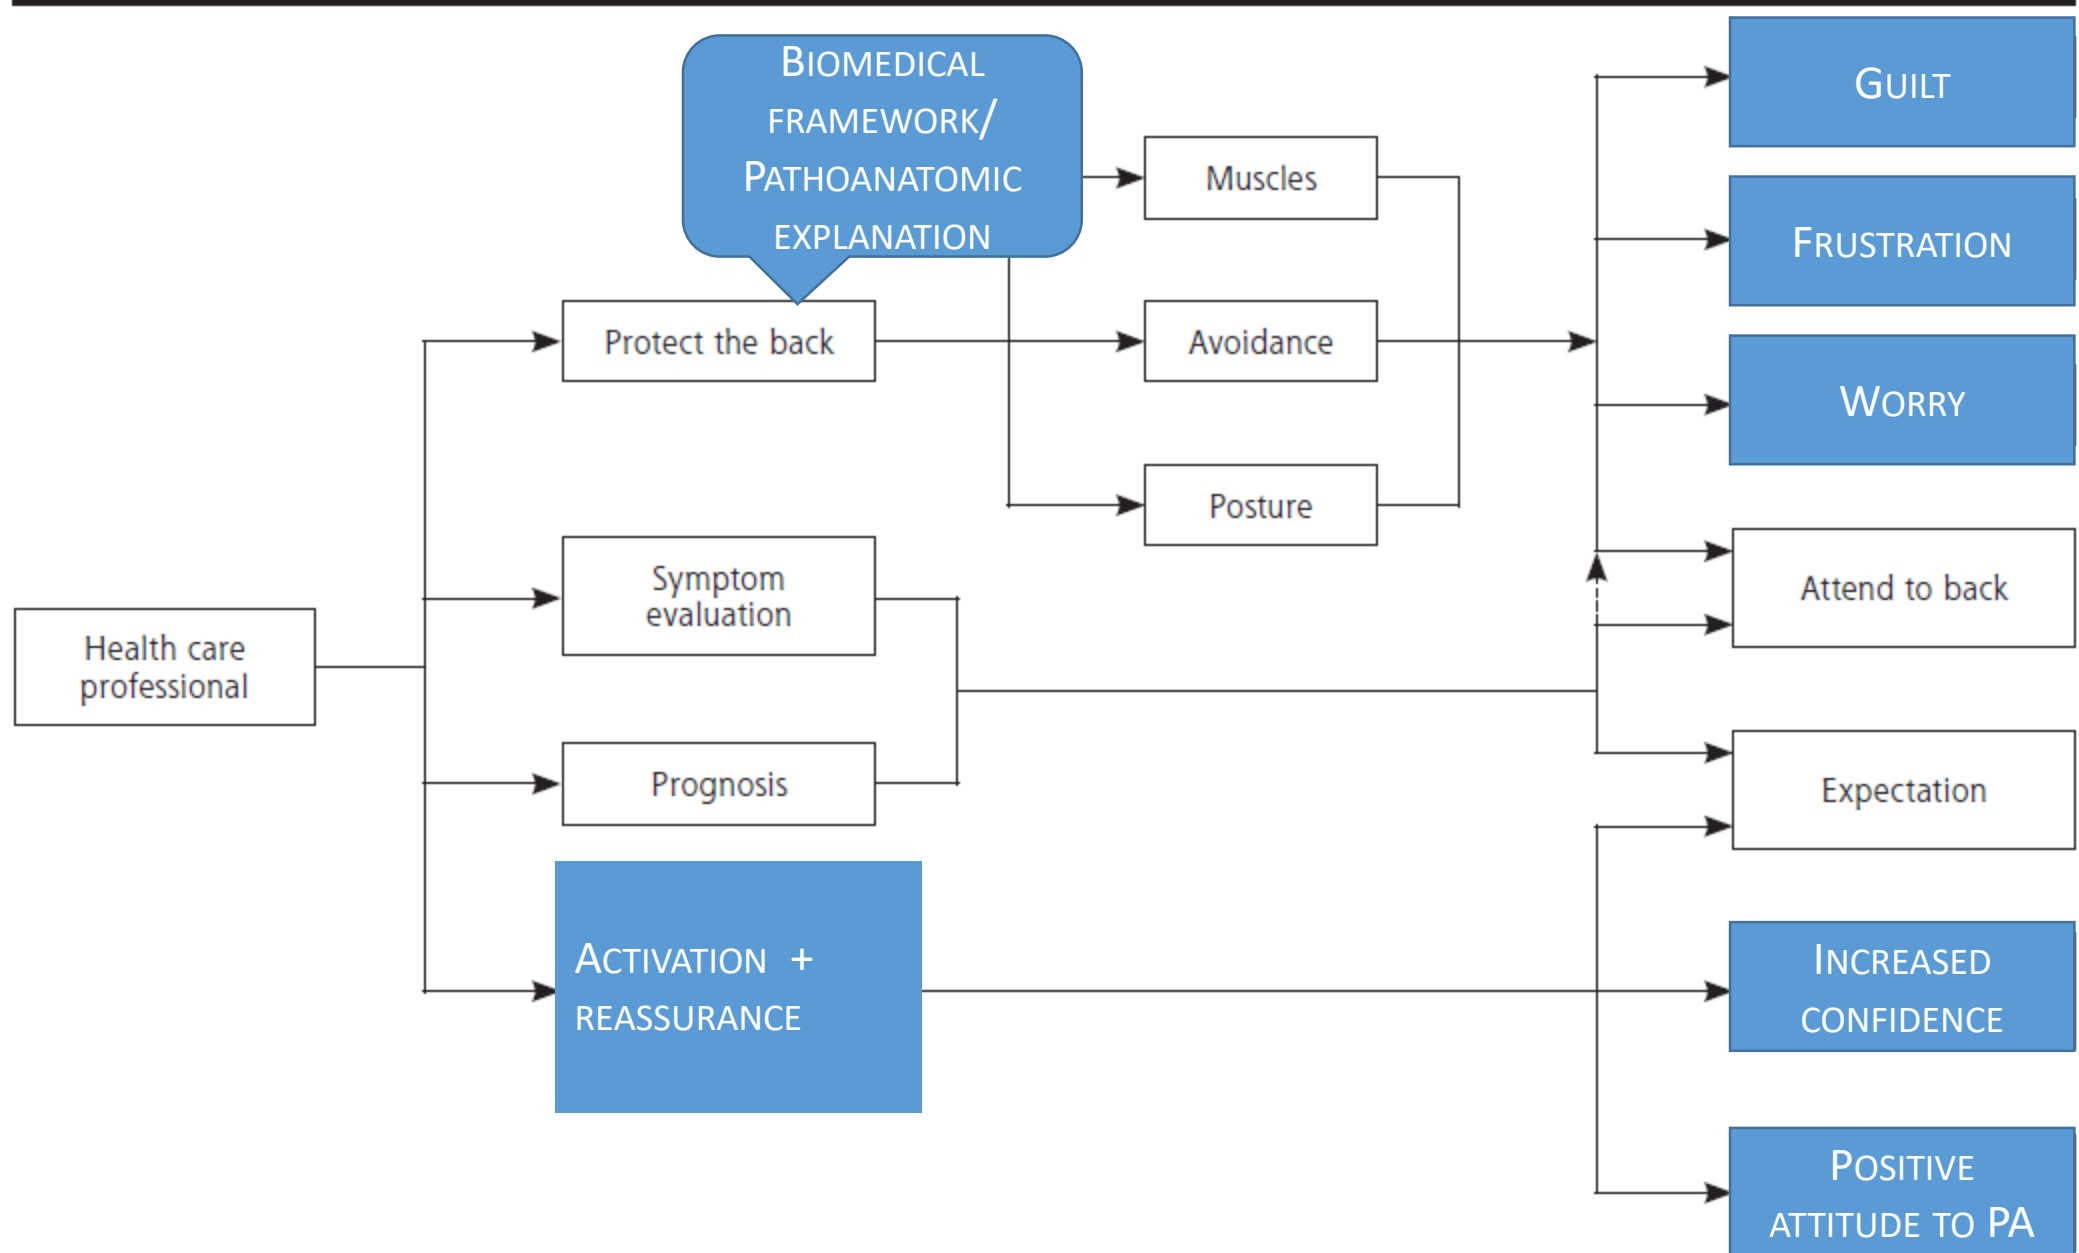 Biomedical
framework/
Pathoanatomic
explanation
Guilt
Muscles
Frustration
Protect the back
Avoidance
Worry
Posture
Symptom
evaluation
Attend to back
Health care
professional
Prognosis
Expectation
Activation +
reassurance
Increased
confidence
Positive
attitude to PA